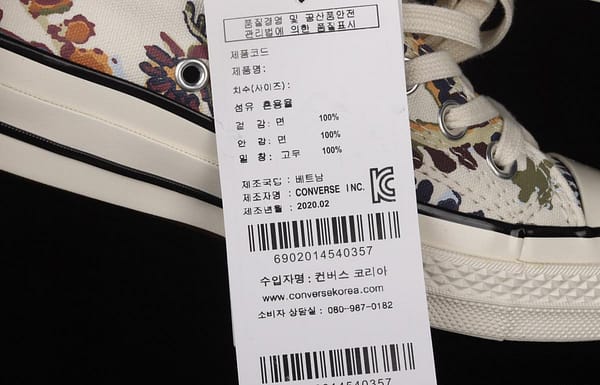 품질경영 및 공산품안전
관리법에 의한 품질표시
제품코드
제품명:
치수(사이즈):
섬유 혼용율
겉 감: 면 100%
안 감: 면 100%
밑 창: 고무 100%
제조국답: 베트남
제조자명 : CONVERSE INC.
제조년월 : 2020.02
6902014540357
수입자명: 컨버스 코리아
www.conversekorea.com
소비자 상담실: 080-987-0182
6902014540357